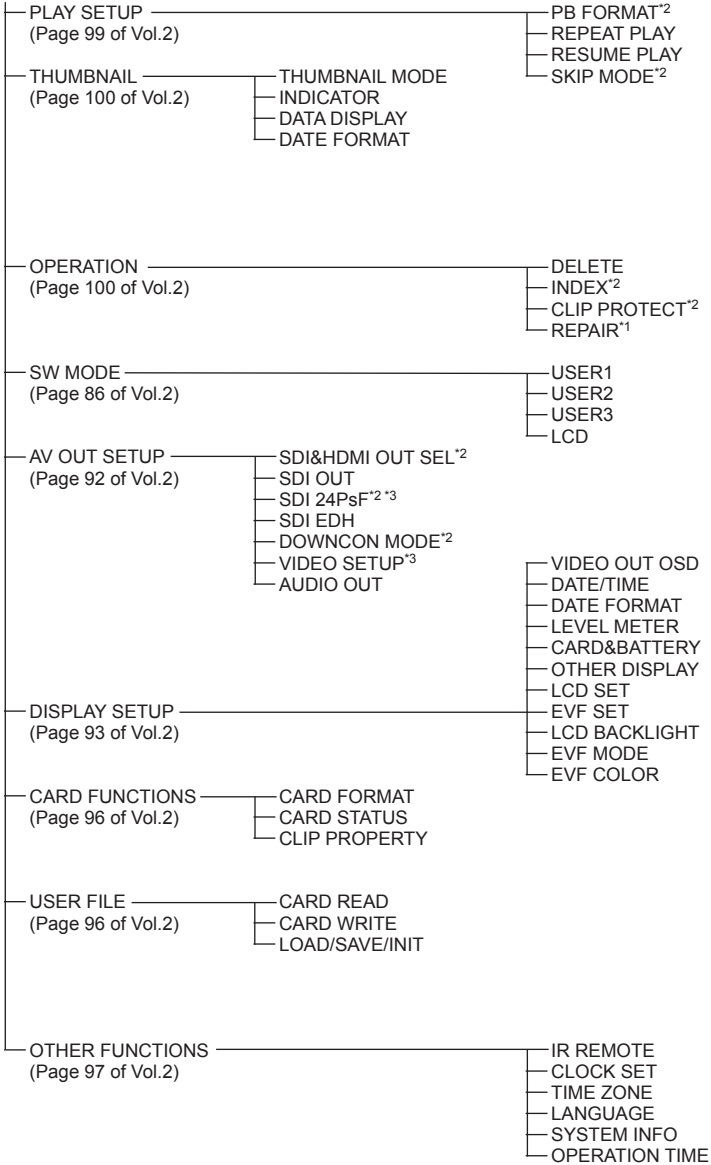 PLAY SETUP
(Page 99 of Vol.2)
PB FORMAT*2
REPEAT PLAY
RESUME PLAY
SKIP MODE*2
THUMBNAIL
(Page 100 of Vol.2)
THUMBNAIL MODE
INDICATOR
DATA DISPLAY
DATE FORMAT
OPERATION
(Page 100 of Vol.2)
DELETE
INDEX*2
CLIP PROTECT*2
REPAIR*1
SW MODE
(Page 86 of Vol.2)
USER1
USER2
USER3
LCD
AV OUT SETUP
(Page 92 of Vol.2)
SDI&HDMI OUT SEL*2
SDI OUT
SDI 24PsF*2 *3
SDI EDH
DOWNCON MODE*2
VIDEO SETUP*3
AUDIO OUT
DISPLAY SETUP
(Page 93 of Vol.2)
VIDEO OUT OSD
DATE/TIME
DATE FORMAT
LEVEL METER
CARD&BATTERY
OTHER DISPLAY
LCD SET
EVF SET
LCD BACKLIGHT
EVF MODE
EVF COLOR
CARD FUNCTIONS
(Page 96 of Vol.2)
CARD FORMAT
CARD STATUS
CLIP PROPERTY
USER FILE
(Page 96 of Vol.2)
CARD READ
CARD WRITE
LOAD/SAVE/INIT
OTHER FUNCTIONS
(Page 97 of Vol.2)
IR REMOTE
CLOCK SET
TIME ZONE
LANGUAGE
SYSTEM INFO
OPERATION TIME